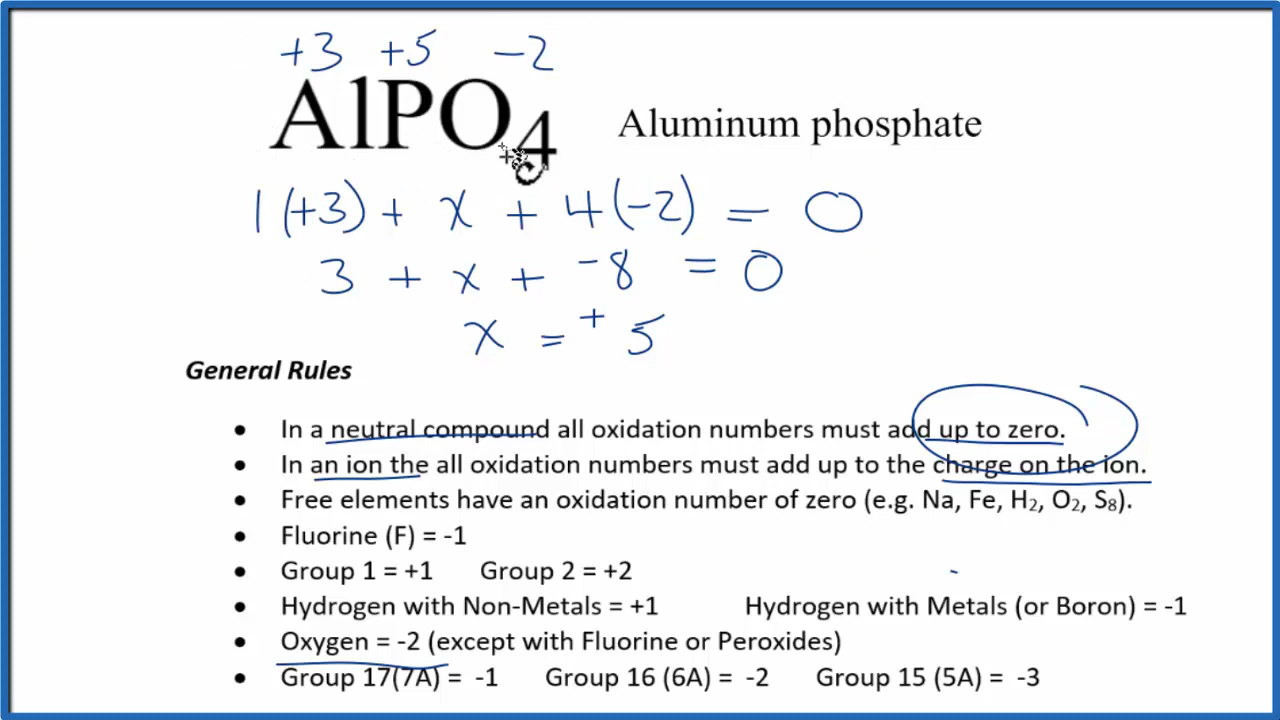 +3 +5 -2
AlPO₄ Aluminum phosphate
1(+3) + x + 4(-2) = 0
3 + x + -8 = 0
x = +5
General Rules
• In a neutral compound all oxidation numbers must add up to zero.
• In an ion the all oxidation numbers must add up to the charge on the ion.
• Free elements have an oxidation number of zero (e.g. Na, Fe, H₂, O₂, S₈).
• Fluorine (F) = -1
• Group 1 = +1 Group 2 = +2
• Hydrogen with Non-Metals = +1 Hydrogen with Metals (or Boron) = -1
• Oxygen = -2 (except with Fluorine or Peroxides)
• Group 17(7A) = -1 Group 16 (6A) = -2 Group 15 (5A) = -3